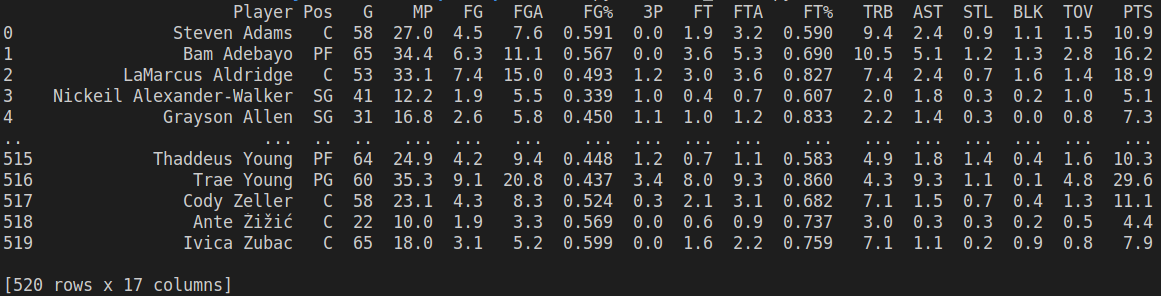 Player Pos G MP FG FGA FG% 3P FT FTA FT% TRB AST STL BLK TOV PTS
0 Steven Adams C 58 27.0 4.5 7.6 0.591 0.0 1.9 3.2 0.590 9.4 2.4 0.9 1.1 1.5 10.9
1 Bam Adebayo PF 65 34.4 6.3 11.1 0.567 0.0 3.6 5.3 0.690 10.5 5.1 1.2 1.3 2.8 16.2
2 LaMarcus Aldridge C 53 33.1 7.4 15.0 0.493 1.2 3.0 3.6 0.827 7.4 2.4 0.7 1.6 1.4 18.9
3 Nickeil Alexander-Walker SG 41 12.2 1.9 5.5 0.339 1.0 0.4 0.7 0.607 2.0 1.8 0.3 0.2 1.0 5.1
4 Grayson Allen SG 31 16.8 2.6 5.8 0.450 1.1 1.0 1.2 0.833 2.2 1.4 0.3 0.0 0.8 7.3
.. ... .. .. ... ... ... ... ... ... ... ... ... ... ... ... ... ...
515 Thaddeus Young PF 64 24.9 4.2 9.4 0.448 1.2 0.7 1.1 0.583 4.9 1.8 1.4 0.4 1.6 10.3
516 Trae Young PG 60 35.3 9.1 20.8 0.437 3.4 8.0 9.3 0.860 4.3 9.3 1.1 0.1 4.8 29.6
517 Cody Zeller C 58 23.1 4.3 8.3 0.524 0.3 2.1 3.1 0.682 7.1 1.5 0.7 0.4 1.3 11.1
518 Ante Žižić C 22 10.0 1.9 3.3 0.569 0.0 0.6 0.9 0.737 3.0 0.3 0.3 0.2 0.5 4.4
519 Ivica Zubac C 65 18.0 3.1 5.2 0.599 0.0 1.6 2.2 0.759 7.1 1.1 0.2 0.9 0.8 7.9
[520 rows x 17 columns]